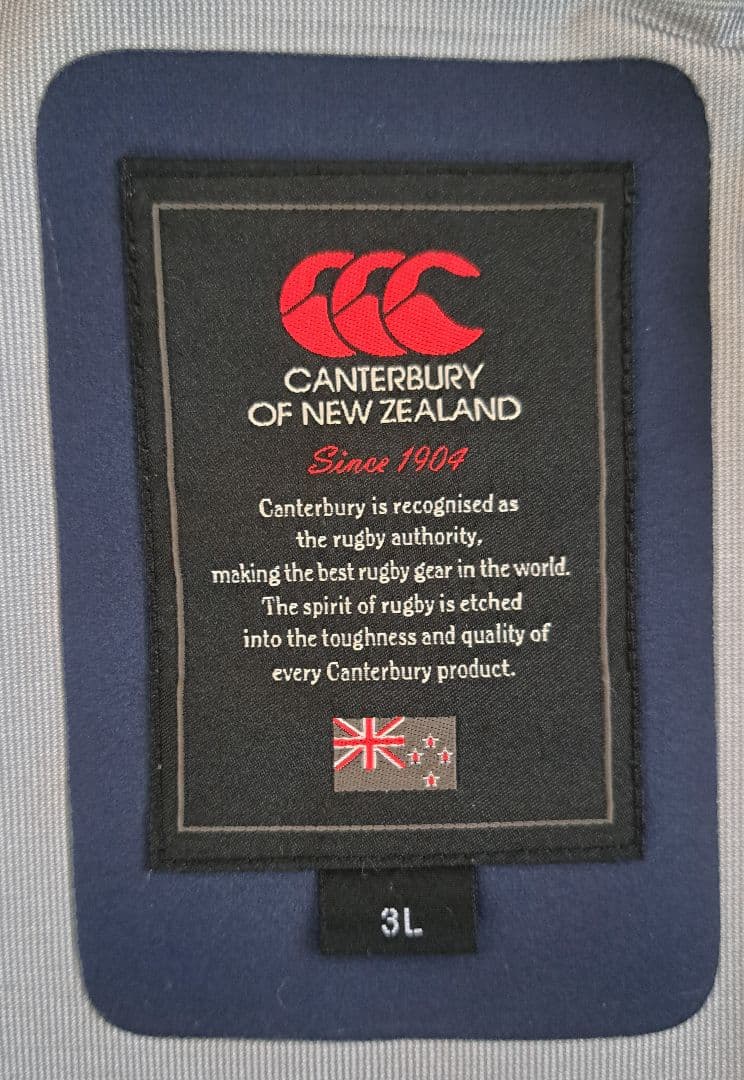 CANTERBURY
OF NEW ZEALAND
Since 1904
Canterbury is recognised as
the rugby authority,
making the best rugby gear in the world.
The spirit of rugby is etched
into the toughness and quality of
every Canterbury product.
3L